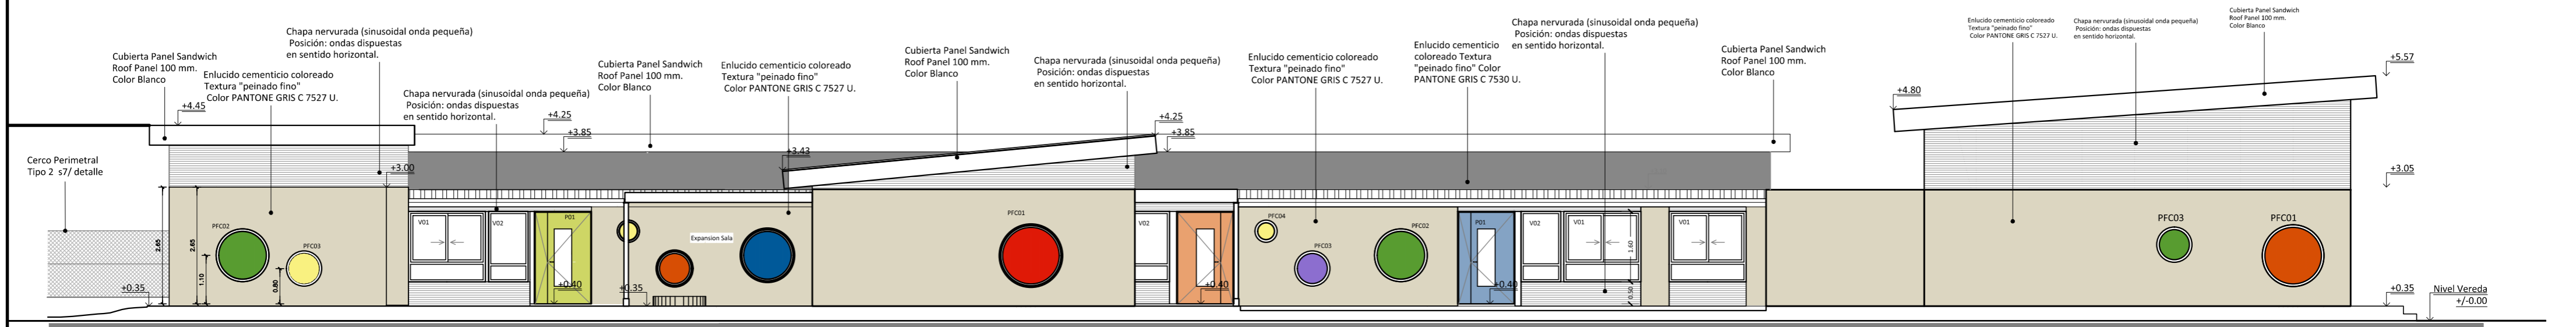 Cubierta Panel Sandwich
Roof Panel 100 mm.
Color Blanco
Chapa nervurada (sinusoidal onda pequeña)
Posición: ondas dispuestas
en sentido horizontal.
Enlucido cementicio coloreado
Textura "peinado fino"
Color PANTONE GRIS C 7527 U.
Chapa nervurada (sinusoidal onda pequeña)
Posición: ondas dispuestas
en sentido horizontal.
Cubierta Panel Sandwich
Roof Panel 100 mm.
Color Blanco
Enlucido cementicio coloreado
Textura "peinado fino"
Color PANTONE GRIS C 7527 U.
Cubierta Panel Sandwich
Roof Panel 100 mm.
Color Blanco
Chapa nervurada (sinusoidal onda pequeña)
Posición: ondas dispuestas
en sentido horizontal.
Enlucido cementicio coloreado
Textura "peinado fino"
Color PANTONE GRIS C 7527 U.
Enlucido cementicio
coloreado Textura
"peinado fino" Color
PANTONE GRIS C 7530 U.
Chapa nervurada (sinusoidal onda pequeña)
Posición: ondas dispuestas
en sentido horizontal.
Cubierta Panel Sandwich
Roof Panel 100 mm.
Color Blanco
Enlucido cementicio coloreado
Textura "peinado fino"
Color PANTONE GRIS C 7527 U.
Chapa nervurada (sinusoidal onda pequeña)
Posición: ondas dispuestas
en sentido horizontal.
Cubierta Panel Sandwich
Roof Panel 100 mm.
Color Blanco
+4.45
+4.25
+3.85
+3.43
+4.25
+3.85
+4.80
+5.57
Cerco Perimetral
Tipo 2 s7/ detalle
+3.00
+3.05
PFC02
PFC03
V01
V02
P01
Expansion Sala
PFC01
V02
PFC04
PFC03
PFC02
P01
V02
V01
V01
PFC03
PFC01
2.65
2.65
1.10
0.80
1.60
0.50
+0.35
+0.40
+0.35
+0.40
+0.40
+0.35
Nivel Vereda
+/-0.00